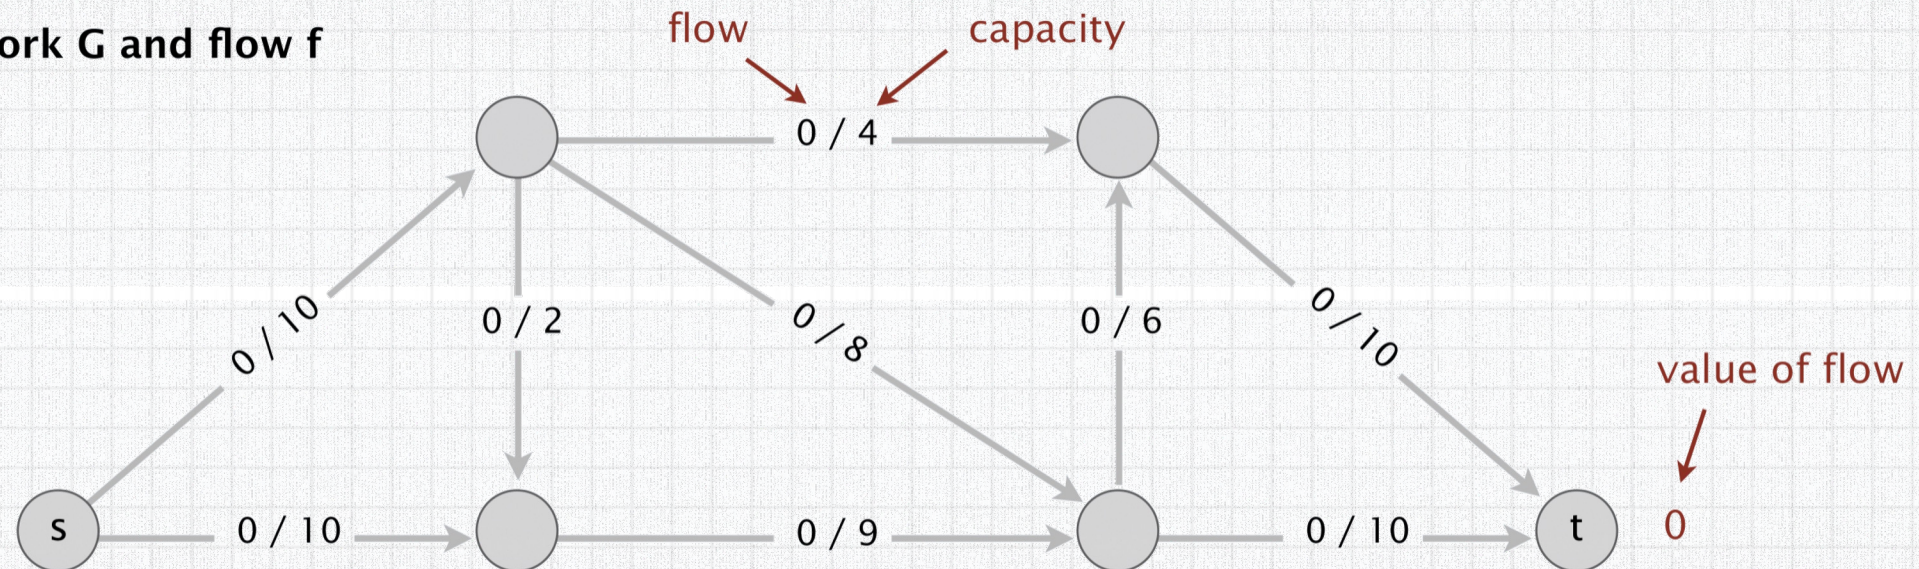 ork G and flow f
flow
capacity
0 / 4
0 / 10
0 / 2
0 / 8
0 / 6
0 / 10
value of flow
s
0 / 10
0 / 9
0 / 10
t
0